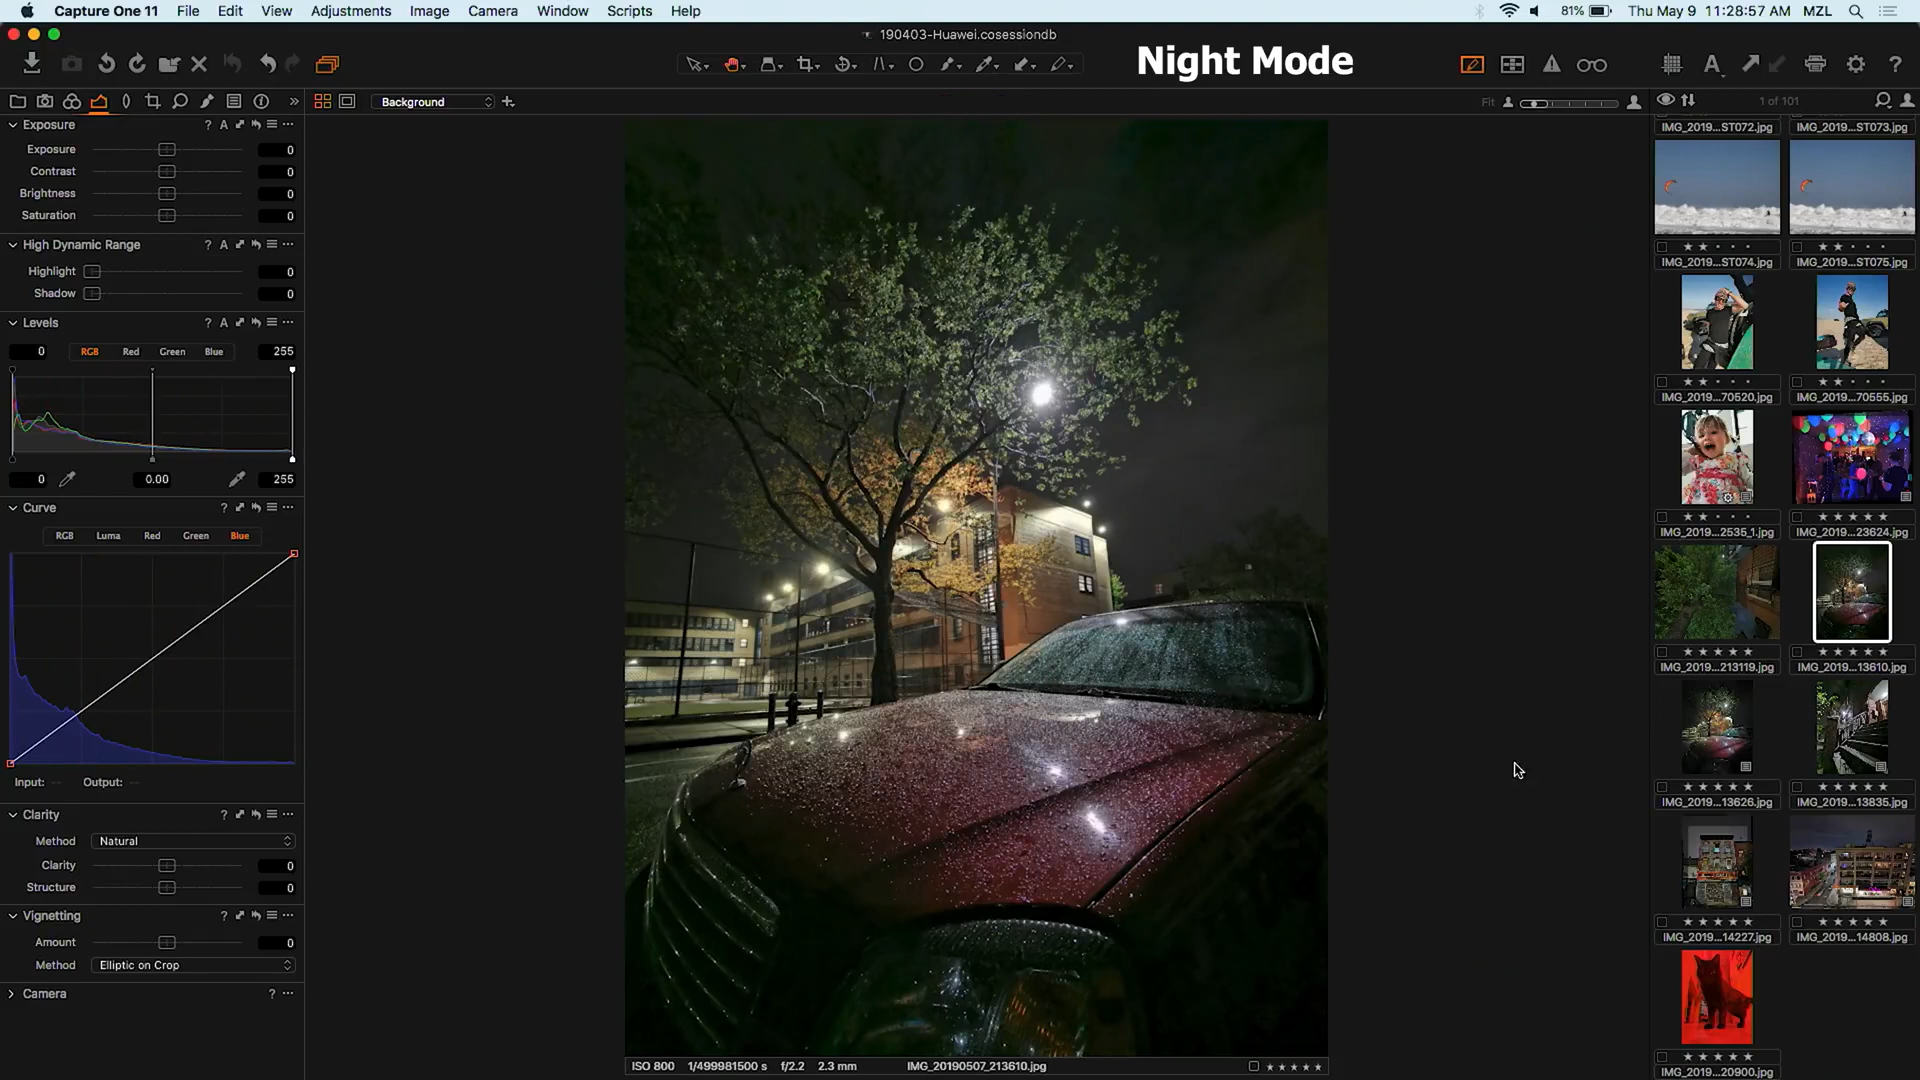 Capture One 11 File Edit View Adjustments Image Camera Window Scripts Help 81% Thu May 9 11:28:57 AM MZL
190403-Huawei.cosessiondb
Night Mode
Background Fit 1 of 101
Exposure
Exposure 0
Contrast 0
Brightness 0
Saturation 0
High Dynamic Range
Highlight 0
Shadow 0
Levels
0 RGB Red Green Blue 255
0 0.00 255
Curve
RGB Luma Red Green Blue
Input: -- Output: --
Clarity
Method Natural
Clarity 0
Structure 0
Vignetting
Amount 0
Method Elliptic on Crop
Camera
ISO 800 1/499981500 s f/2.2 2.3 mm IMG_20190507_213610.jpg
IMG_2019...ST072.jpg IMG_2019...ST073.jpg
IMG_2019...ST074.jpg IMG_2019...ST075.jpg
IMG_2019...70520.jpg IMG_2019...70555.jpg
IMG_2019...2535_1.jpg IMG_2019...23624.jpg
IMG_2019...213119.jpg IMG_2019...13610.jpg
IMG_2019...13626.jpg IMG_2019...13835.jpg
IMG_2019...14227.jpg IMG_2019...14808.jpg
IMG_2019...20900.jpg